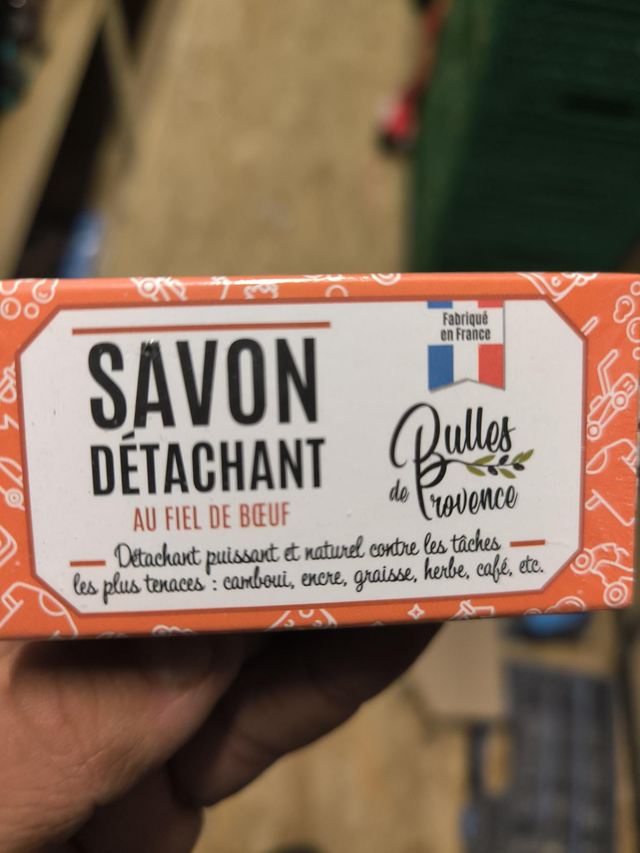 SAVON
DÉTACHANT
AU FIEL DE BŒUF
Fabriqué
en France
Bulles
de Provence
Détachant puissant et naturel contre les tâches
les plus tenaces : camboui, encre, graisse, herbe, café, etc.